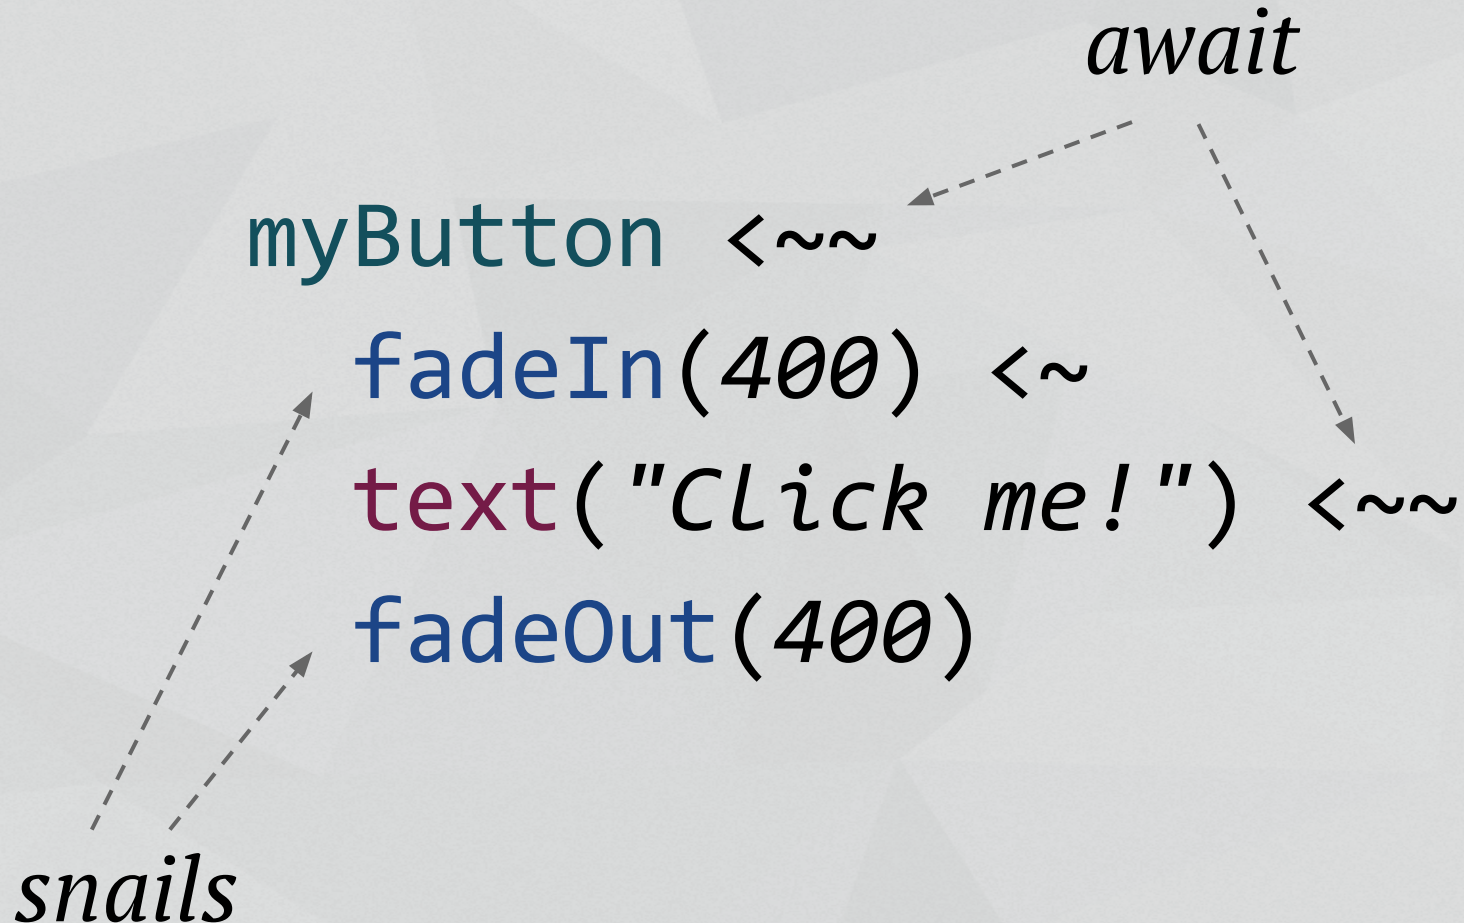 await
myButton <~~
fadeIn(400) <~
text("Click me!") <~~
fadeOut(400)
snails